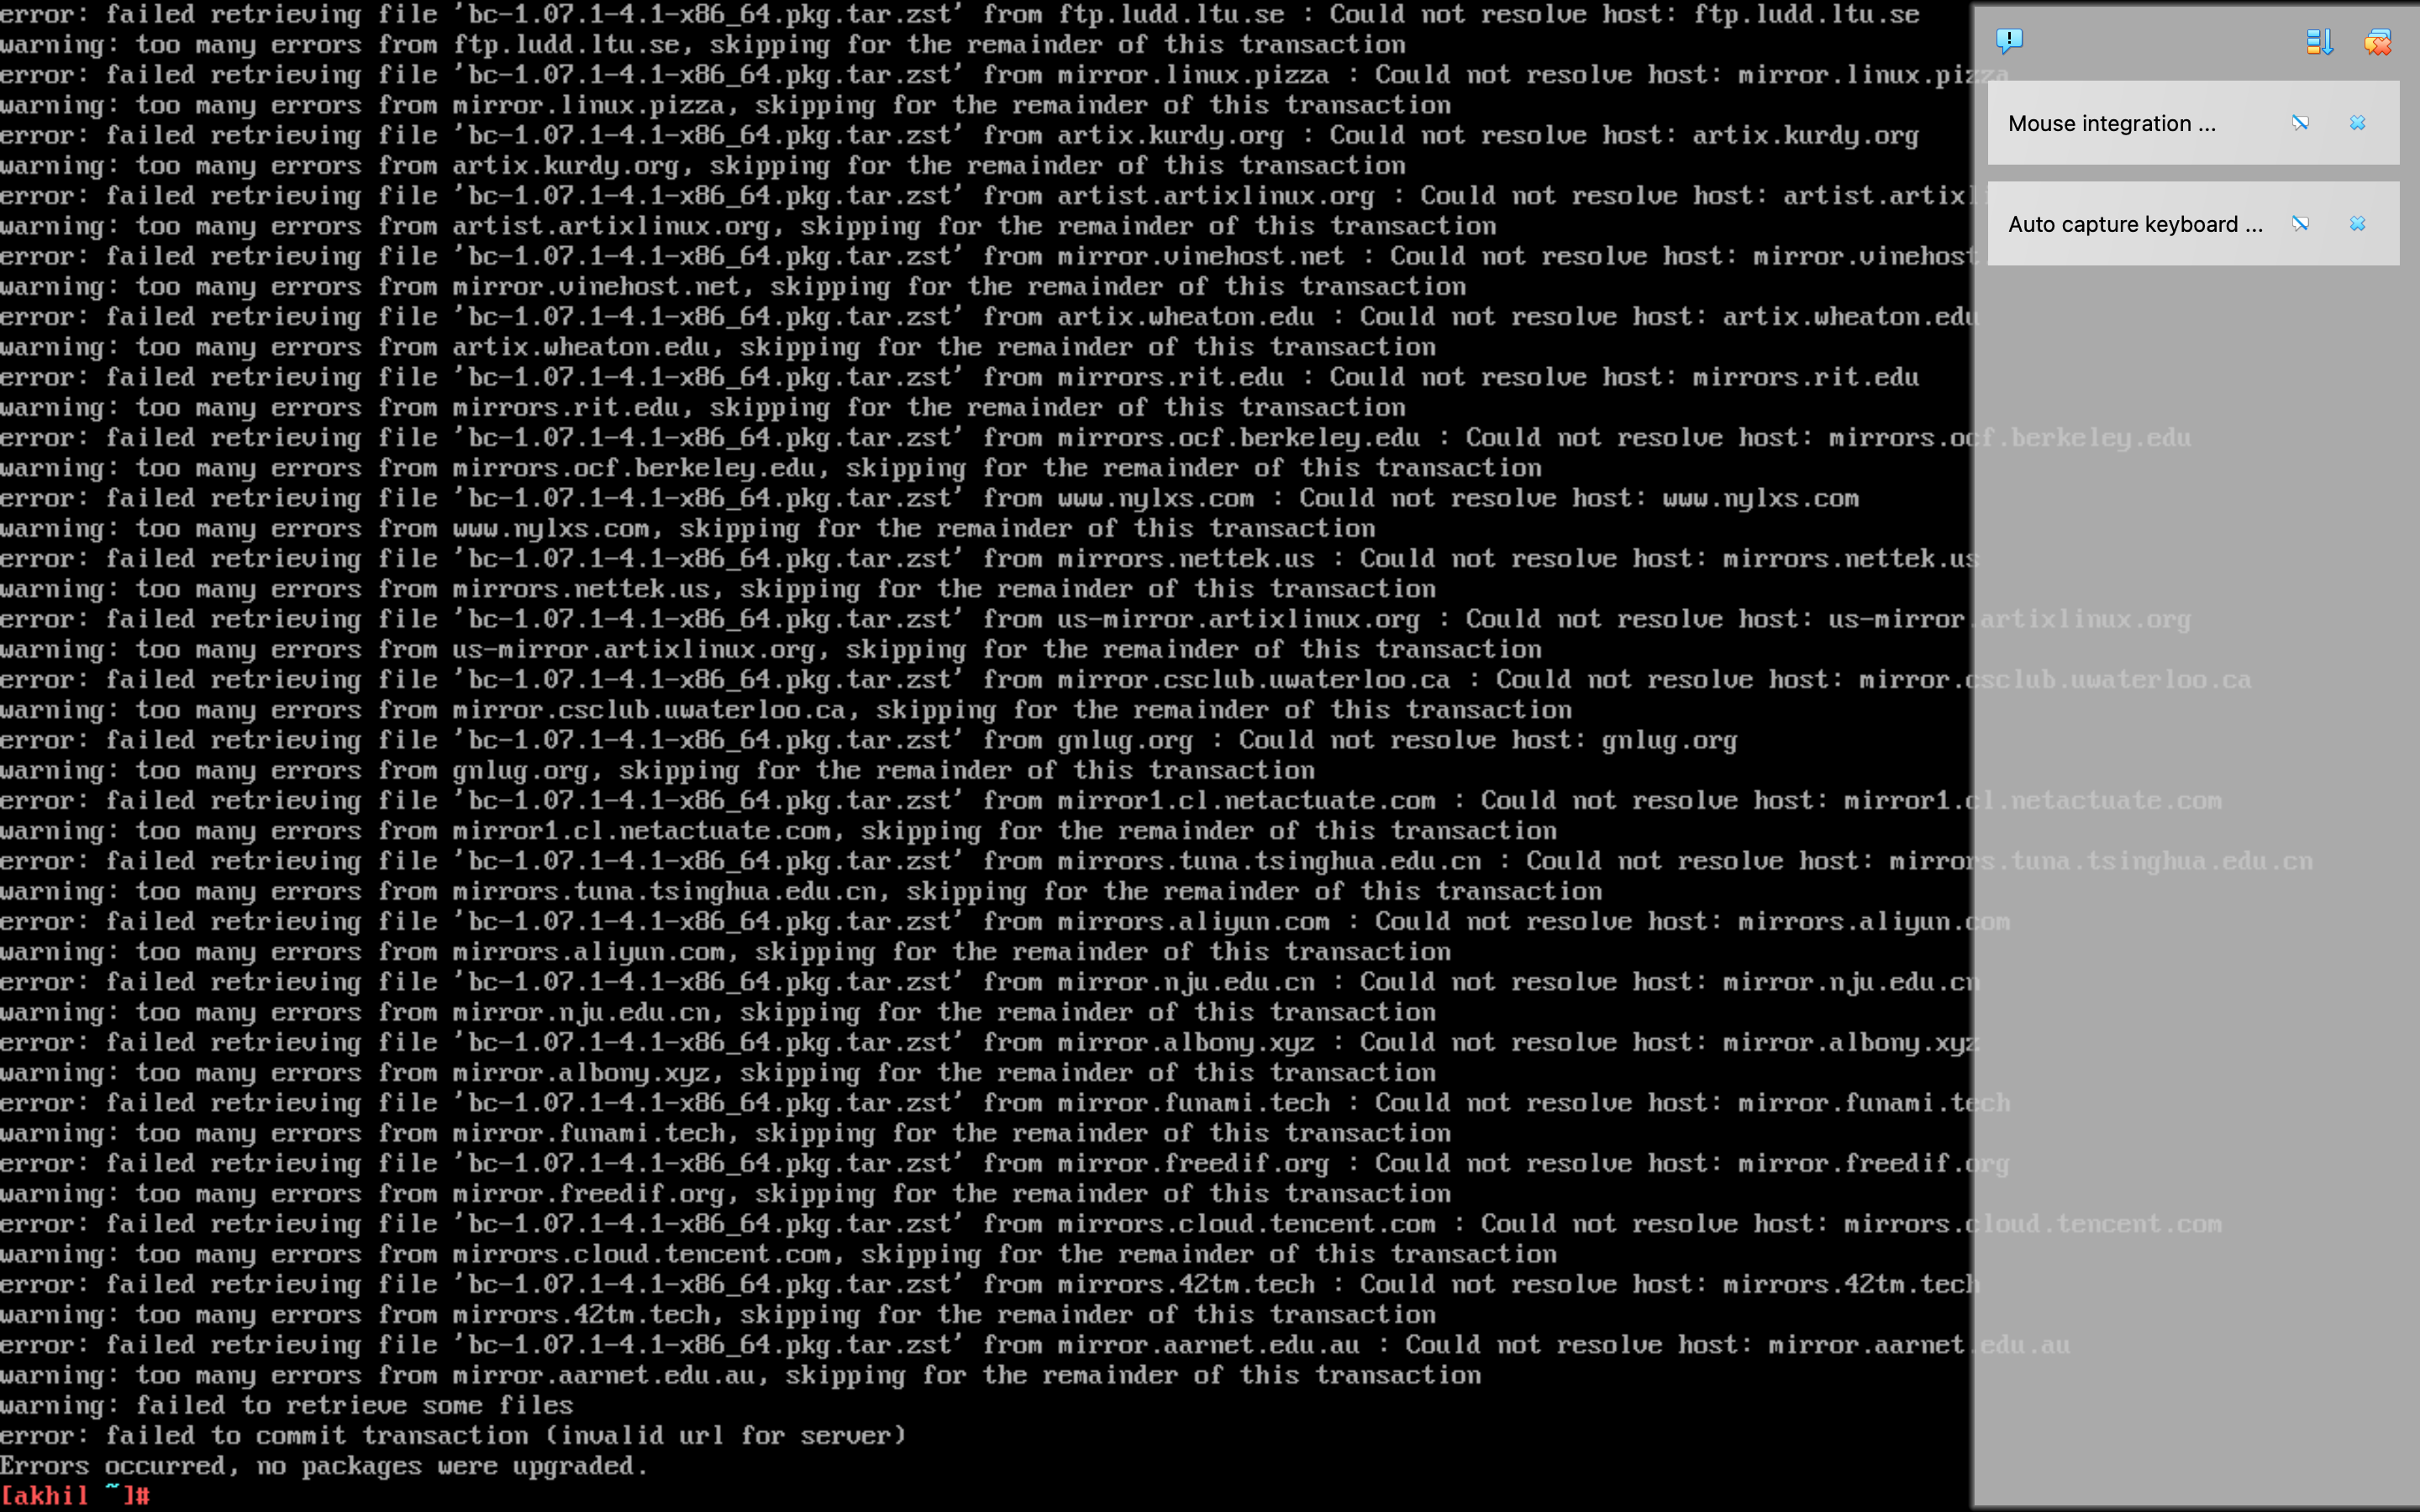 error: failed retrieving file 'bc-1.07.1-4.1-x86_64.pkg.tar.zst' from ftp.ludd.ltu.se : Could not resolve host: ftp.ludd.ltu.se
warning: too many errors from ftp.ludd.ltu.se, skipping for the remainder of this transaction
error: failed retrieving file 'bc-1.07.1-4.1-x86_64.pkg.tar.zst' from mirror.linux.pizza : Could not resolve host: mirror.linux.pizza
warning: too many errors from mirror.linux.pizza, skipping for the remainder of this transaction
error: failed retrieving file 'bc-1.07.1-4.1-x86_64.pkg.tar.zst' from artix.kurdy.org : Could not resolve host: artix.kurdy.org
warning: too many errors from artix.kurdy.org, skipping for the remainder of this transaction
error: failed retrieving file 'bc-1.07.1-4.1-x86_64.pkg.tar.zst' from artist.artixlinux.org : Could not resolve host: artist.artixl
warning: too many errors from artist.artixlinux.org, skipping for the remainder of this transaction
error: failed retrieving file 'bc-1.07.1-4.1-x86_64.pkg.tar.zst' from mirror.vinehost.net : Could not resolve host: mirror.vinehost
warning: too many errors from mirror.vinehost.net, skipping for the remainder of this transaction
error: failed retrieving file 'bc-1.07.1-4.1-x86_64.pkg.tar.zst' from artix.wheaton.edu : Could not resolve host: artix.wheaton.edu
warning: too many errors from artix.wheaton.edu, skipping for the remainder of this transaction
error: failed retrieving file 'bc-1.07.1-4.1-x86_64.pkg.tar.zst' from mirrors.rit.edu : Could not resolve host: mirrors.rit.edu
warning: too many errors from mirrors.rit.edu, skipping for the remainder of this transaction
error: failed retrieving file 'bc-1.07.1-4.1-x86_64.pkg.tar.zst' from mirrors.ocf.berkeley.edu : Could not resolve host: mirrors.ocf.berkeley.edu
warning: too many errors from mirrors.ocf.berkeley.edu, skipping for the remainder of this transaction
error: failed retrieving file 'bc-1.07.1-4.1-x86_64.pkg.tar.zst' from www.nylxs.com : Could not resolve host: www.nylxs.com
warning: too many errors from www.nylxs.com, skipping for the remainder of this transaction
error: failed retrieving file 'bc-1.07.1-4.1-x86_64.pkg.tar.zst' from mirrors.nettek.us : Could not resolve host: mirrors.nettek.us
warning: too many errors from mirrors.nettek.us, skipping for the remainder of this transaction
error: failed retrieving file 'bc-1.07.1-4.1-x86_64.pkg.tar.zst' from us-mirror.artixlinux.org : Could not resolve host: us-mirror.artixlinux.org
warning: too many errors from us-mirror.artixlinux.org, skipping for the remainder of this transaction
error: failed retrieving file 'bc-1.07.1-4.1-x86_64.pkg.tar.zst' from mirror.csclub.uwaterloo.ca : Could not resolve host: mirror.csclub.uwaterloo.ca
warning: too many errors from mirror.csclub.uwaterloo.ca, skipping for the remainder of this transaction
error: failed retrieving file 'bc-1.07.1-4.1-x86_64.pkg.tar.zst' from gnlug.org : Could not resolve host: gnlug.org
warning: too many errors from gnlug.org, skipping for the remainder of this transaction
error: failed retrieving file 'bc-1.07.1-4.1-x86_64.pkg.tar.zst' from mirror1.cl.netactuate.com : Could not resolve host: mirror1.cl.netactuate.com
warning: too many errors from mirror1.cl.netactuate.com, skipping for the remainder of this transaction
error: failed retrieving file 'bc-1.07.1-4.1-x86_64.pkg.tar.zst' from mirrors.tuna.tsinghua.edu.cn : Could not resolve host: mirrors.tuna.tsinghua.edu.cn
warning: too many errors from mirrors.tuna.tsinghua.edu.cn, skipping for the remainder of this transaction
error: failed retrieving file 'bc-1.07.1-4.1-x86_64.pkg.tar.zst' from mirrors.aliyun.com : Could not resolve host: mirrors.aliyun.com
warning: too many errors from mirrors.aliyun.com, skipping for the remainder of this transaction
error: failed retrieving file 'bc-1.07.1-4.1-x86_64.pkg.tar.zst' from mirror.nju.edu.cn : Could not resolve host: mirror.nju.edu.cn
warning: too many errors from mirror.nju.edu.cn, skipping for the remainder of this transaction
error: failed retrieving file 'bc-1.07.1-4.1-x86_64.pkg.tar.zst' from mirror.albony.xyz : Could not resolve host: mirror.albony.xyz
warning: too many errors from mirror.albony.xyz, skipping for the remainder of this transaction
error: failed retrieving file 'bc-1.07.1-4.1-x86_64.pkg.tar.zst' from mirror.funami.tech : Could not resolve host: mirror.funami.tech
warning: too many errors from mirror.funami.tech, skipping for the remainder of this transaction
error: failed retrieving file 'bc-1.07.1-4.1-x86_64.pkg.tar.zst' from mirror.freedif.org : Could not resolve host: mirror.freedif.org
warning: too many errors from mirror.freedif.org, skipping for the remainder of this transaction
error: failed retrieving file 'bc-1.07.1-4.1-x86_64.pkg.tar.zst' from mirrors.cloud.tencent.com : Could not resolve host: mirrors.cloud.tencent.com
warning: too many errors from mirrors.cloud.tencent.com, skipping for the remainder of this transaction
error: failed retrieving file 'bc-1.07.1-4.1-x86_64.pkg.tar.zst' from mirrors.42tm.tech : Could not resolve host: mirrors.42tm.tech
warning: too many errors from mirrors.42tm.tech, skipping for the remainder of this transaction
error: failed retrieving file 'bc-1.07.1-4.1-x86_64.pkg.tar.zst' from mirror.aarnet.edu.au : Could not resolve host: mirror.aarnet.edu.au
warning: too many errors from mirror.aarnet.edu.au, skipping for the remainder of this transaction
warning: failed to retrieve some files
error: failed to commit transaction (invalid url for server)
Errors occurred, no packages were upgraded.
[akhil ~]#
Mouse integration ...
Auto capture keyboard ...